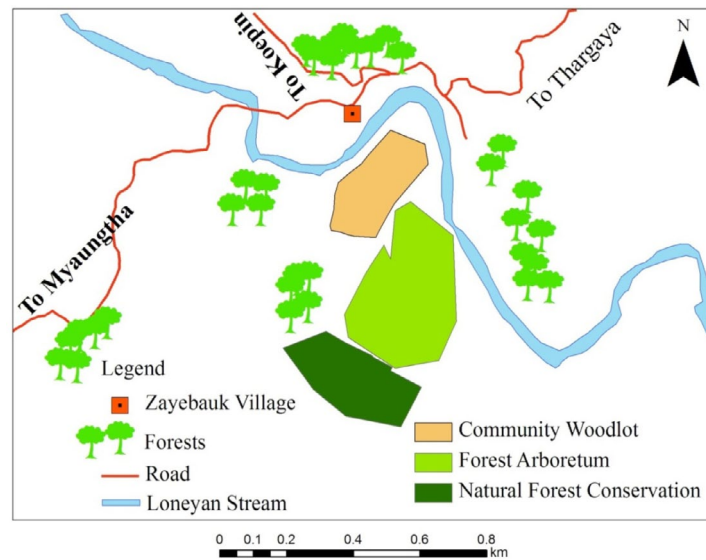 N
To Koepin
To Thargaya
To Myaungtha
Legend
Zayebauk Village
Forests
Road
Loneyan Stream
Community Woodlot
Forest Arboretum
Natural Forest Conservation
0 0.1 0.2 0.4 0.6 0.8
km